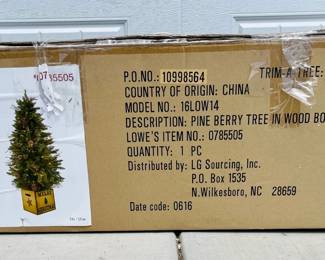 0785505
P.O.NO.: 10998564
TRIM-A TREE:
COUNTRY OF ORIGIN: CHINA
MODEL NO.: 16LOW14
DESCRIPTION: PINE BERRY TREE IN WOOD BO
LOWE'S ITEM NO.: 0785505
QUANTITY: 1 PC
Distributed by: LG Sourcing, Inc.
P.O. Box 1535
N.Wilkesboro, NC 28659
Date code: 0616